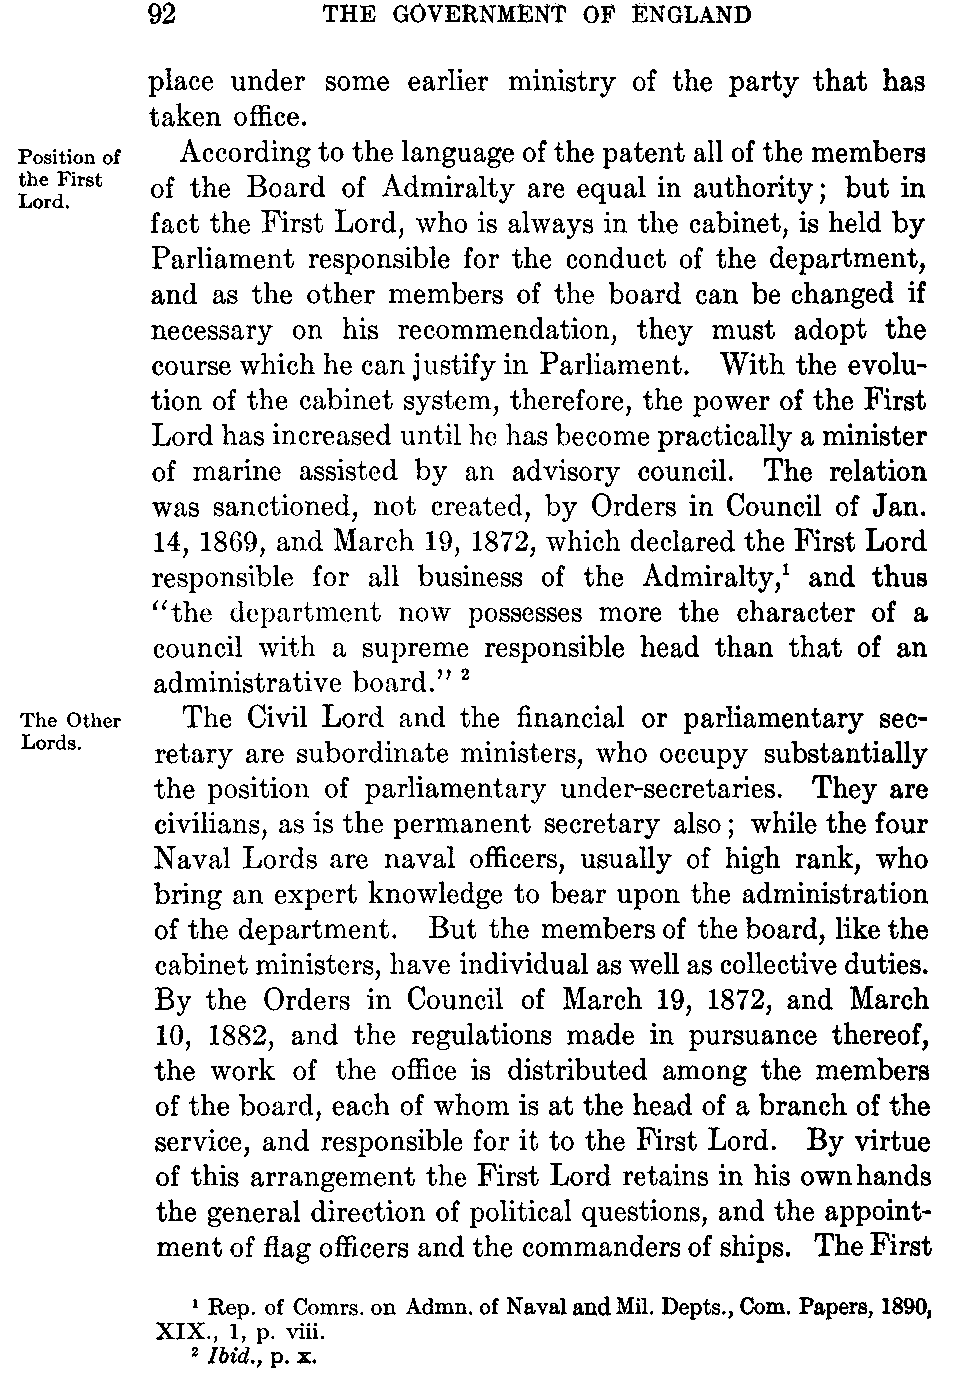 92 THE GOVERNMENT OF ENGLAND
place under some earlier ministry of the party that has
taken office.
Position of
the First
Lord.
According to the language of the patent all of the members
of the Board of Admiralty are equal in authority; but in
fact the First Lord, who is always in the cabinet, is held by
Parliament responsible for the conduct of the department,
and as the other members of the board can be changed if
necessary on his recommendation, they must adopt the
course which he can justify in Parliament. With the evolu-
tion of the cabinet system, therefore, the power of the First
Lord has increased until he has become practically a minister
of marine assisted by an advisory council. The relation
was sanctioned, not created, by Orders in Council of Jan.
14, 1869, and March 19, 1872, which declared the First Lord
responsible for all business of the Admiralty,¹ and thus
"the department now possesses more the character of a
council with a supreme responsible head than that of an
administrative board." ²
The Other
Lords.
The Civil Lord and the financial or parliamentary sec-
retary are subordinate ministers, who occupy substantially
the position of parliamentary under-secretaries. They are
civilians, as is the permanent secretary also; while the four
Naval Lords are naval officers, usually of high rank, who
bring an expert knowledge to bear upon the administration
of the department. But the members of the board, like the
cabinet ministers, have individual as well as collective duties.
By the Orders in Council of March 19, 1872, and March
10, 1882, and the regulations made in pursuance thereof,
the work of the office is distributed among the members
of the board, each of whom is at the head of a branch of the
service, and responsible for it to the First Lord. By virtue
of this arrangement the First Lord retains in his own hands
the general direction of political questions, and the appoint-
ment of flag officers and the commanders of ships. The First
¹ Rep. of Comrs. on Admn. of Naval and Mil. Depts., Com. Papers, 1890,
XIX., 1, p. viii.
² Ibid., p. x.